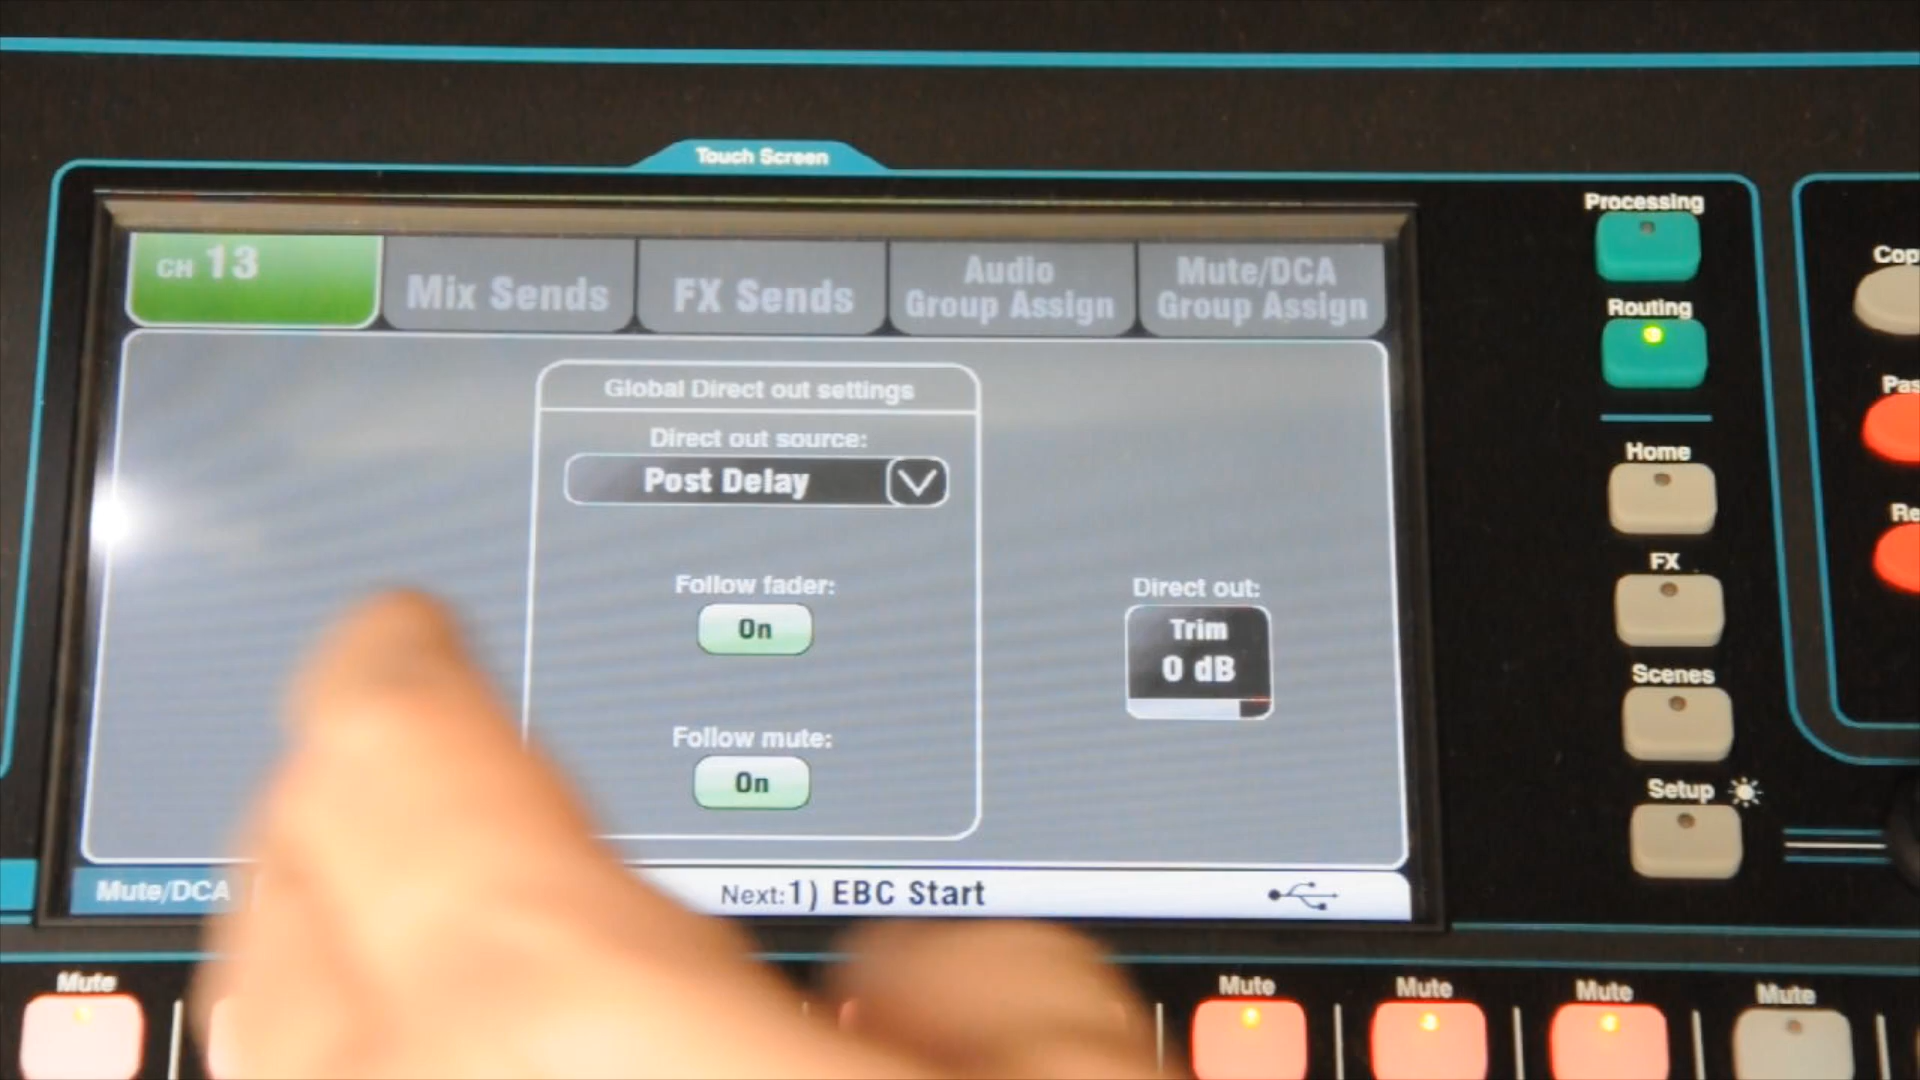 Touch Screen
CH 13
Mix Sends
FX Sends
Audio
Group Assign
Mute/DCA
Group Assign
Global Direct out settings
Direct out source:
Post Delay
Follow fader:
On
Follow mute:
On
Direct out:
Trim
0 dB
Mute/DCA
Next:1) EBC Start
Processing
Routing
Home
FX
Scenes
Setup
Mute
Mute
Mute
Mute
Mute